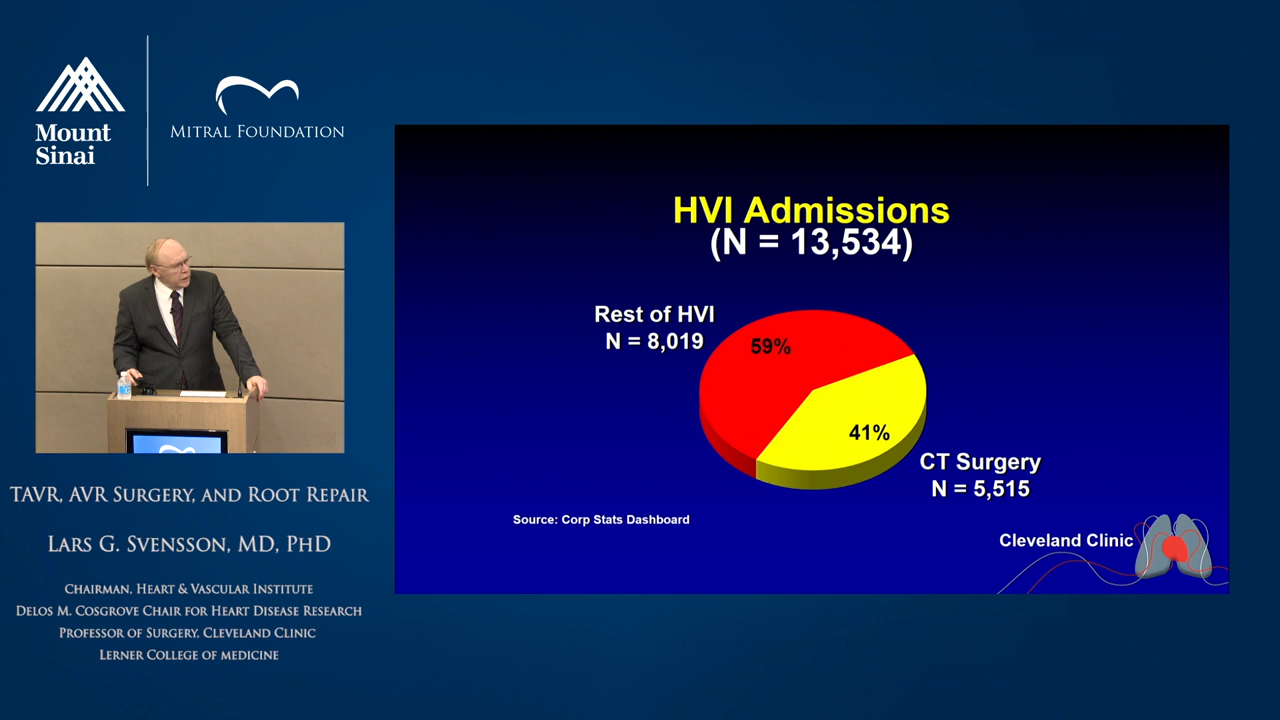 Mount
Sinai
MITRAL FOUNDATION
HVI Admissions
(N = 13,534)
Rest of HVI
N = 8,019
59%
41%
CT Surgery
N = 5,515
Source: Corp Stats Dashboard
Cleveland Clinic
TAVR, AVR SURGERY, AND ROOT REPAIR
LARS G. SVENSSON, MD, PHD
CHAIRMAN, HEART & VASCULAR INSTITUTE
DELOS M. COSGROVE CHAIR FOR HEART DISEASE RESEARCH
PROFESSOR OF SURGERY, CLEVELAND CLINIC
LERNER COLLEGE OF MEDICINE